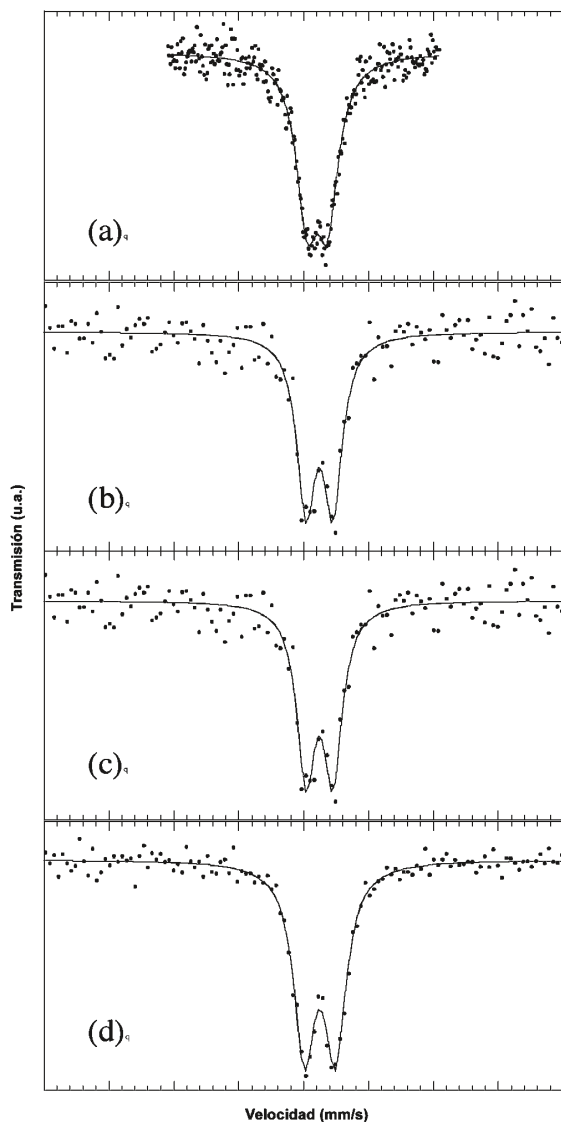 (a)q
(b)q
Transmisión (u.a.)
(c)q
(d)q
Velocidad (mm/s)